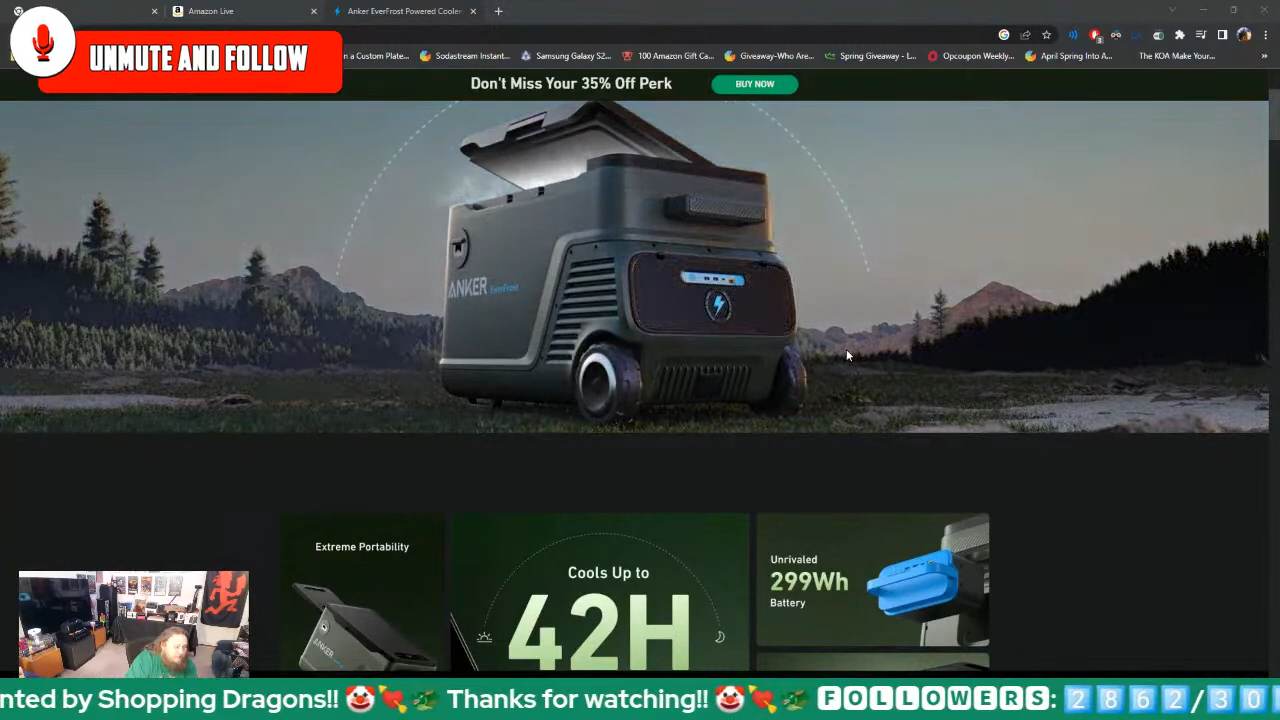 Amazon Live
Anker EverFrost Powered Cooler
UNMUTE AND FOLLOW
n a Custom Plate...
Sodastream Instant...
Samsung Galaxy S2...
100 Amazon Gift Ca...
Giveaway-Who Are...
Spring Giveaway - L...
Opcoupon Weekly...
April Spring Into A...
The KOA Make Your...
Don't Miss Your 35% Off Perk
BUY NOW
ANKER EverFrost
Extreme Portability
Cools Up to
42H
Unrivaled
299Wh
Battery
ANKER
nted by Shopping Dragons!! 🤡💘🐉 Thanks for watching!! 🤡💘🐉 FOLLOWERS: 2862/30